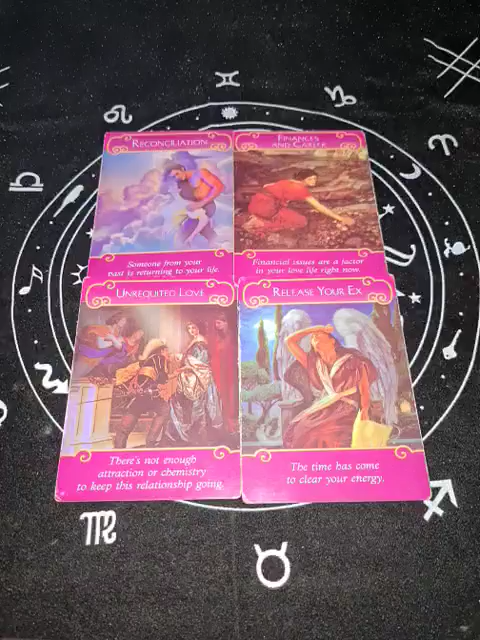 RECONCILIATION
Someone from your
past is returning to your life.
FINANCES
AND CAREER
Financial issues are a factor
in your love life right now.
UNREQUITED LOVE
There's not enough
attraction or chemistry
to keep this relationship going.
RELEASE YOUR EX
The time has come
to clear your energy.